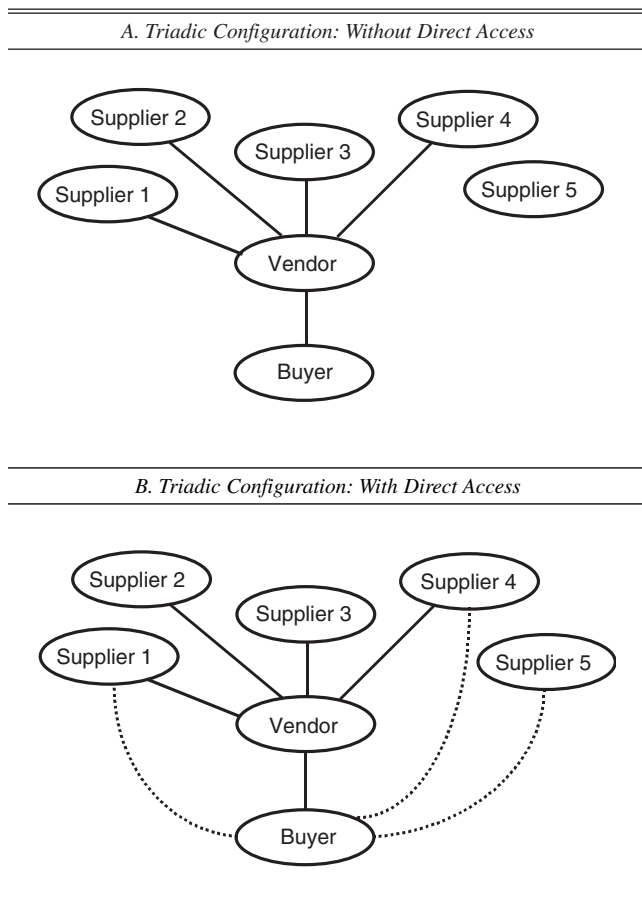 A. Triadic Configuration: Without Direct Access
Supplier 2
Supplier 4
Supplier 3
Supplier 1
Supplier 5
Vendor
Buyer
B. Triadic Configuration: With Direct Access
Supplier 2
Supplier 4
Supplier 3
Supplier 1
Supplier 5
Vendor
Buyer